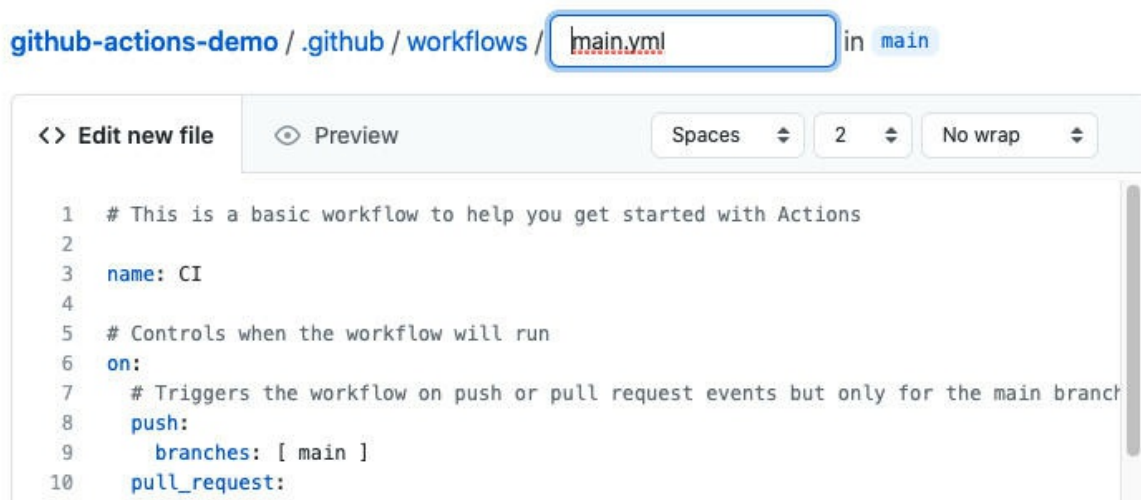 github-actions-demo / .github / workflows / main.yml in main
Edit new file Preview Spaces 2 No wrap
1 # This is a basic workflow to help you get started with Actions
2
3 name: CI
4
5 # Controls when the workflow will run
6 on:
7 # Triggers the workflow on push or pull request events but only for the main branch
8 push:
9 branches: [ main ]
10 pull_request: